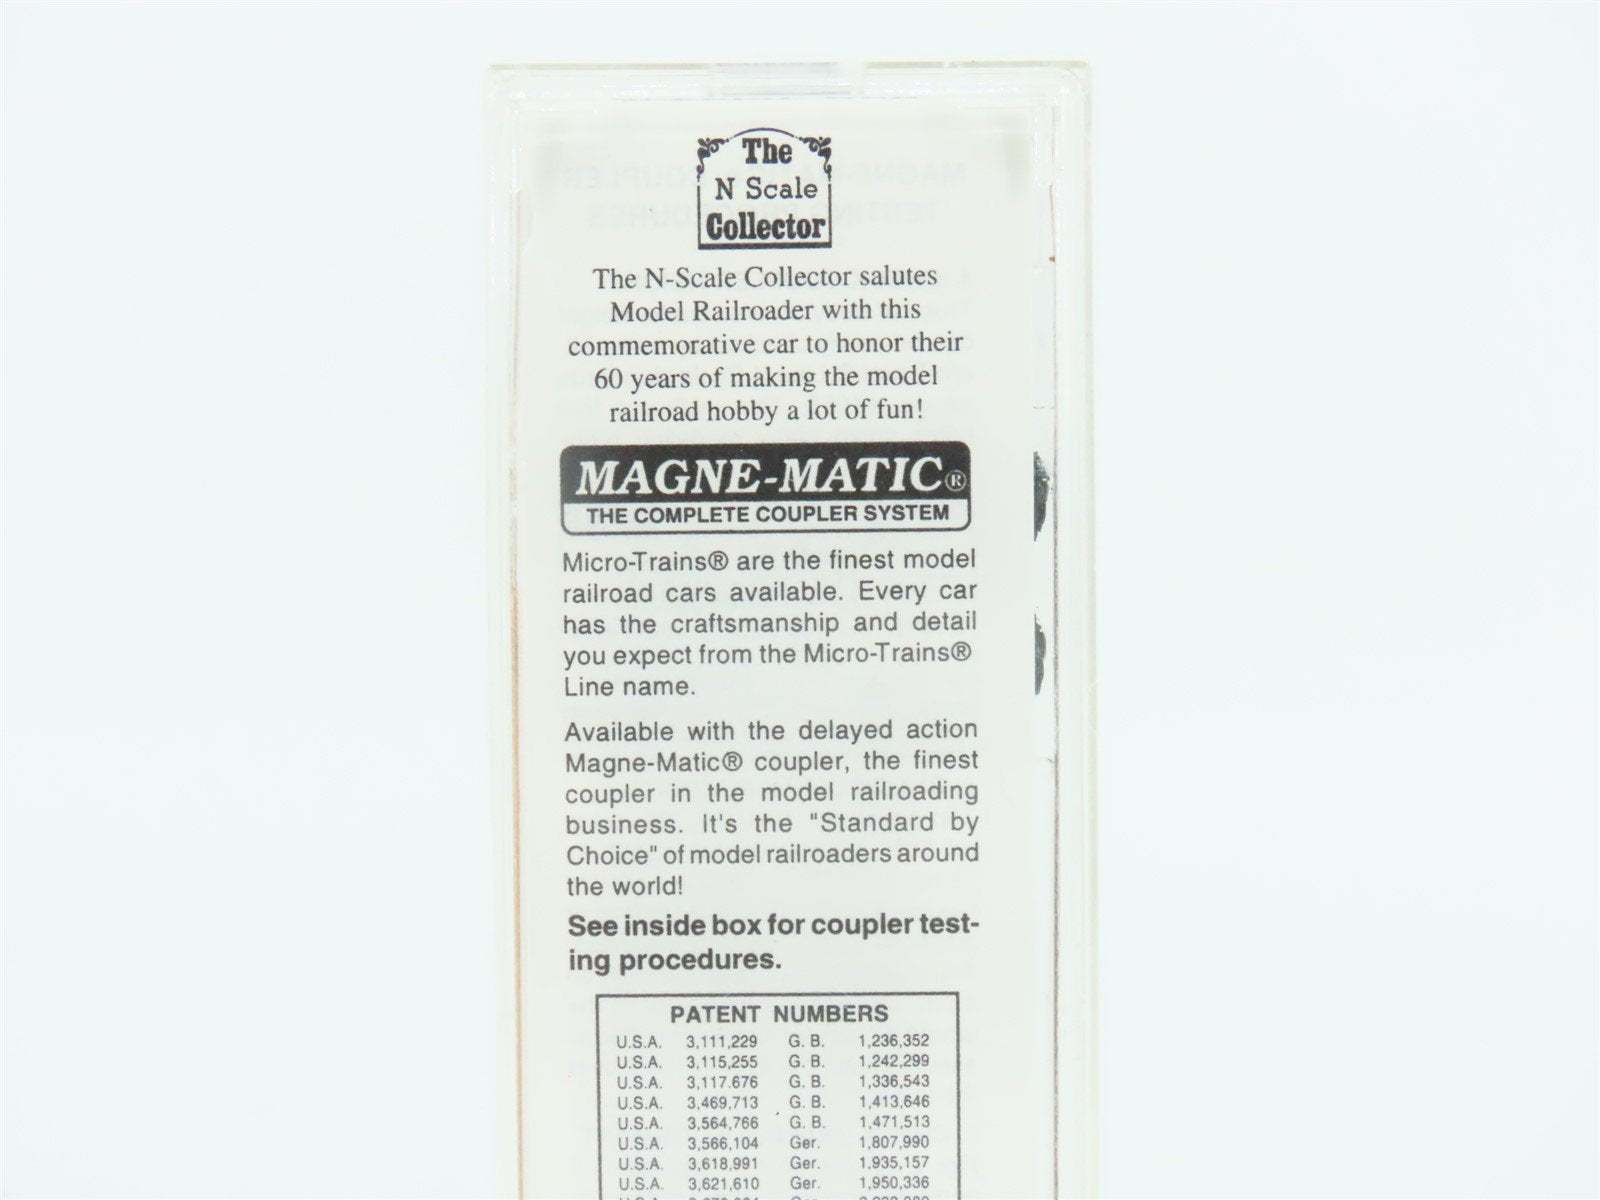 The
N Scale
Collector
The N-Scale Collector salutes
Model Railroader with this
commemorative car to honor their
60 years of making the model
railroad hobby a lot of fun!
MAGNE-MATIC®
THE COMPLETE COUPLER SYSTEM
Micro-Trains® are the finest model
railroad cars available. Every car
has the craftsmanship and detail
you expect from the Micro-Trains®
Line name.
Available with the delayed action
Magne-Matic® coupler, the finest
coupler in the model railroading
business. It's the "Standard by
Choice" of model railroaders around
the world!
See inside box for coupler test-
ing procedures.
PATENT NUMBERS
U.S.A. 3,111,229 G. B. 1,236,352
U.S.A. 3,115,255 G. B. 1,242,299
U.S.A. 3,117.676 G. B. 1,336,543
U.S.A. 3,469,713 G. B. 1,413,646
U.S.A. 3,564,766 G. B. 1,471,513
U.S.A. 3,566,104 Ger. 1,807,990
U.S.A. 3,618,991 Ger. 1,935,157
U.S.A. 3,621,610 Ger. 1,950,336